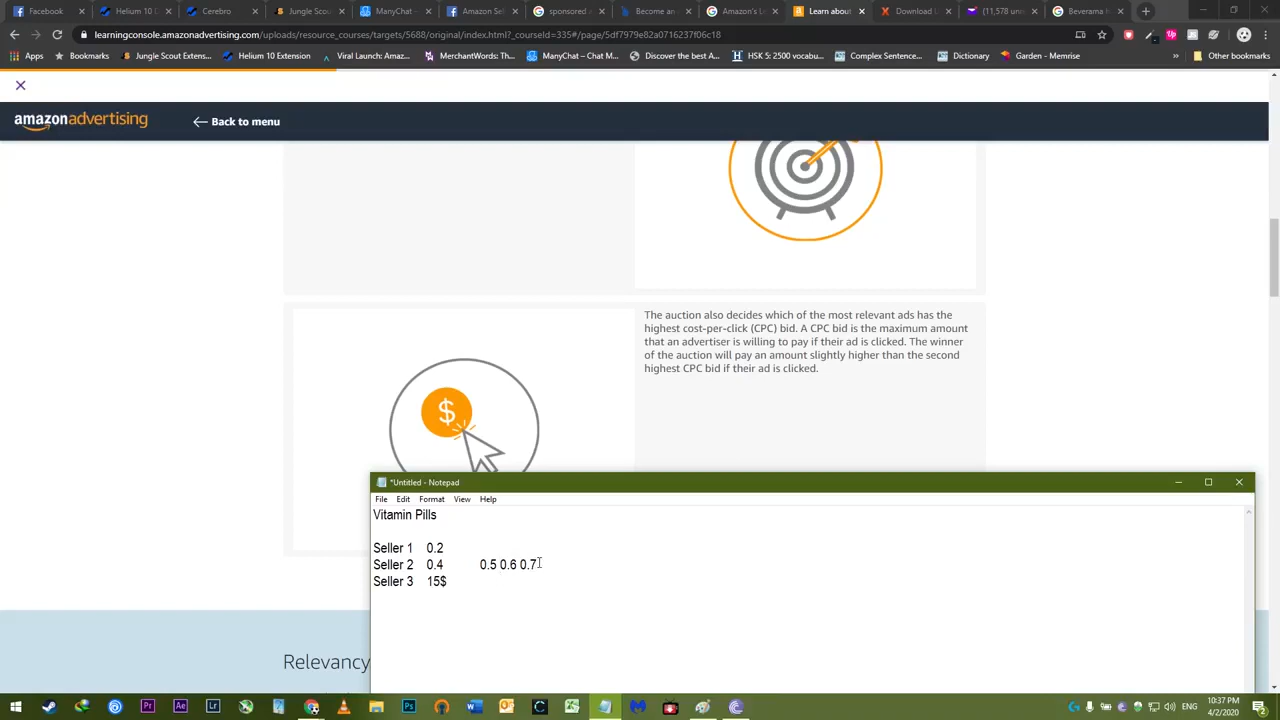 Facebook
Helium 10 D
Cerebro
Jungle Scou
ManyChat -
Amazon Sel
sponsored a
Become an
Amazon's L
Learn about
Download L
(11,578 unr
Beverama H
learningconsole.amazonadvertising.com/uploads/resource_courses/targets/5688/original/index.html?_courseId=335#/page/5df7979e82a0716237f06c18
Apps
Bookmarks
Jungle Scout Extens...
Helium 10 Extension
Viral Launch: Amaz...
MerchantWords: Th...
ManyChat – Chat M...
Discover the best A...
HSK 5: 2500 vocabu...
Complex Sentence...
Dictionary
Garden - Memrise
»
Other bookmarks
amazonadvertising
Back to menu
The auction also decides which of the most relevant ads has the
highest cost-per-click (CPC) bid. A CPC bid is the maximum amount
that an advertiser is willing to pay if their ad is clicked. The winner
of the auction will pay an amount slightly higher than the second
highest CPC bid if their ad is clicked.
$
*Untitled - Notepad
File Edit Format View Help
Vitamin Pills
Seller 1 0.2
Seller 2 0.4 0.5 0.6 0.7
Seller 3 15$
Relevancy
ENG
10:37 PM
4/2/2020